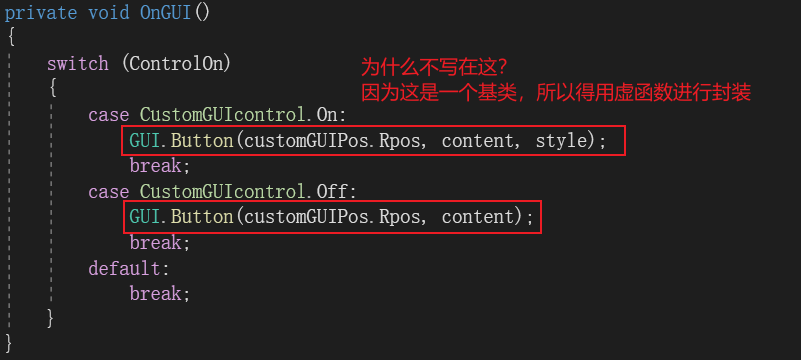 private void OnGUI()
{
switch (ControlOn)
为什么不写在这?
{
因为这是一个基类，所以得用虚函数进行封装
case CustomGUIcontrol.On:
GUI.Button(customGUIPos.Rpos, content, style);
break;
case CustomGUIcontrol.Off:
GUI.Button(customGUIPos.Rpos, content);
break;
default:
break;
}
}